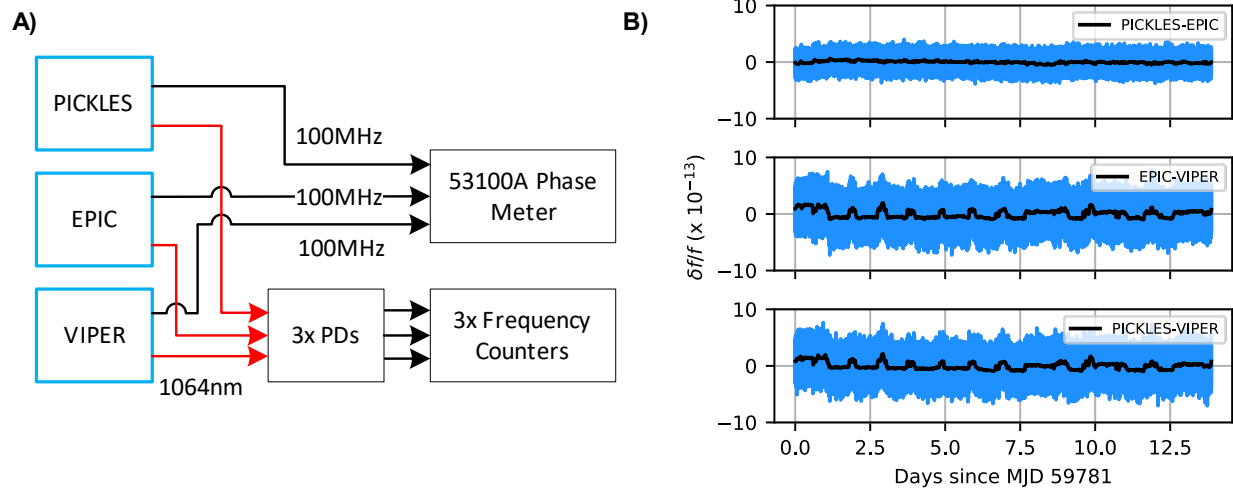 A)
PICKLES
EPIC
VIPER
100MHz
100MHz
100MHz
1064nm
53100A Phase
Meter
3x PDs
3x Frequency
Counters
B)
10
0
−10
PICKLES-EPIC
10
0
−10
EPIC-VIPER
10
0
−10
PICKLES-VIPER
δf/f (x 10⁻¹³)
0.0 2.5 5.0 7.5 10.0 12.5
Days since MJD 59781